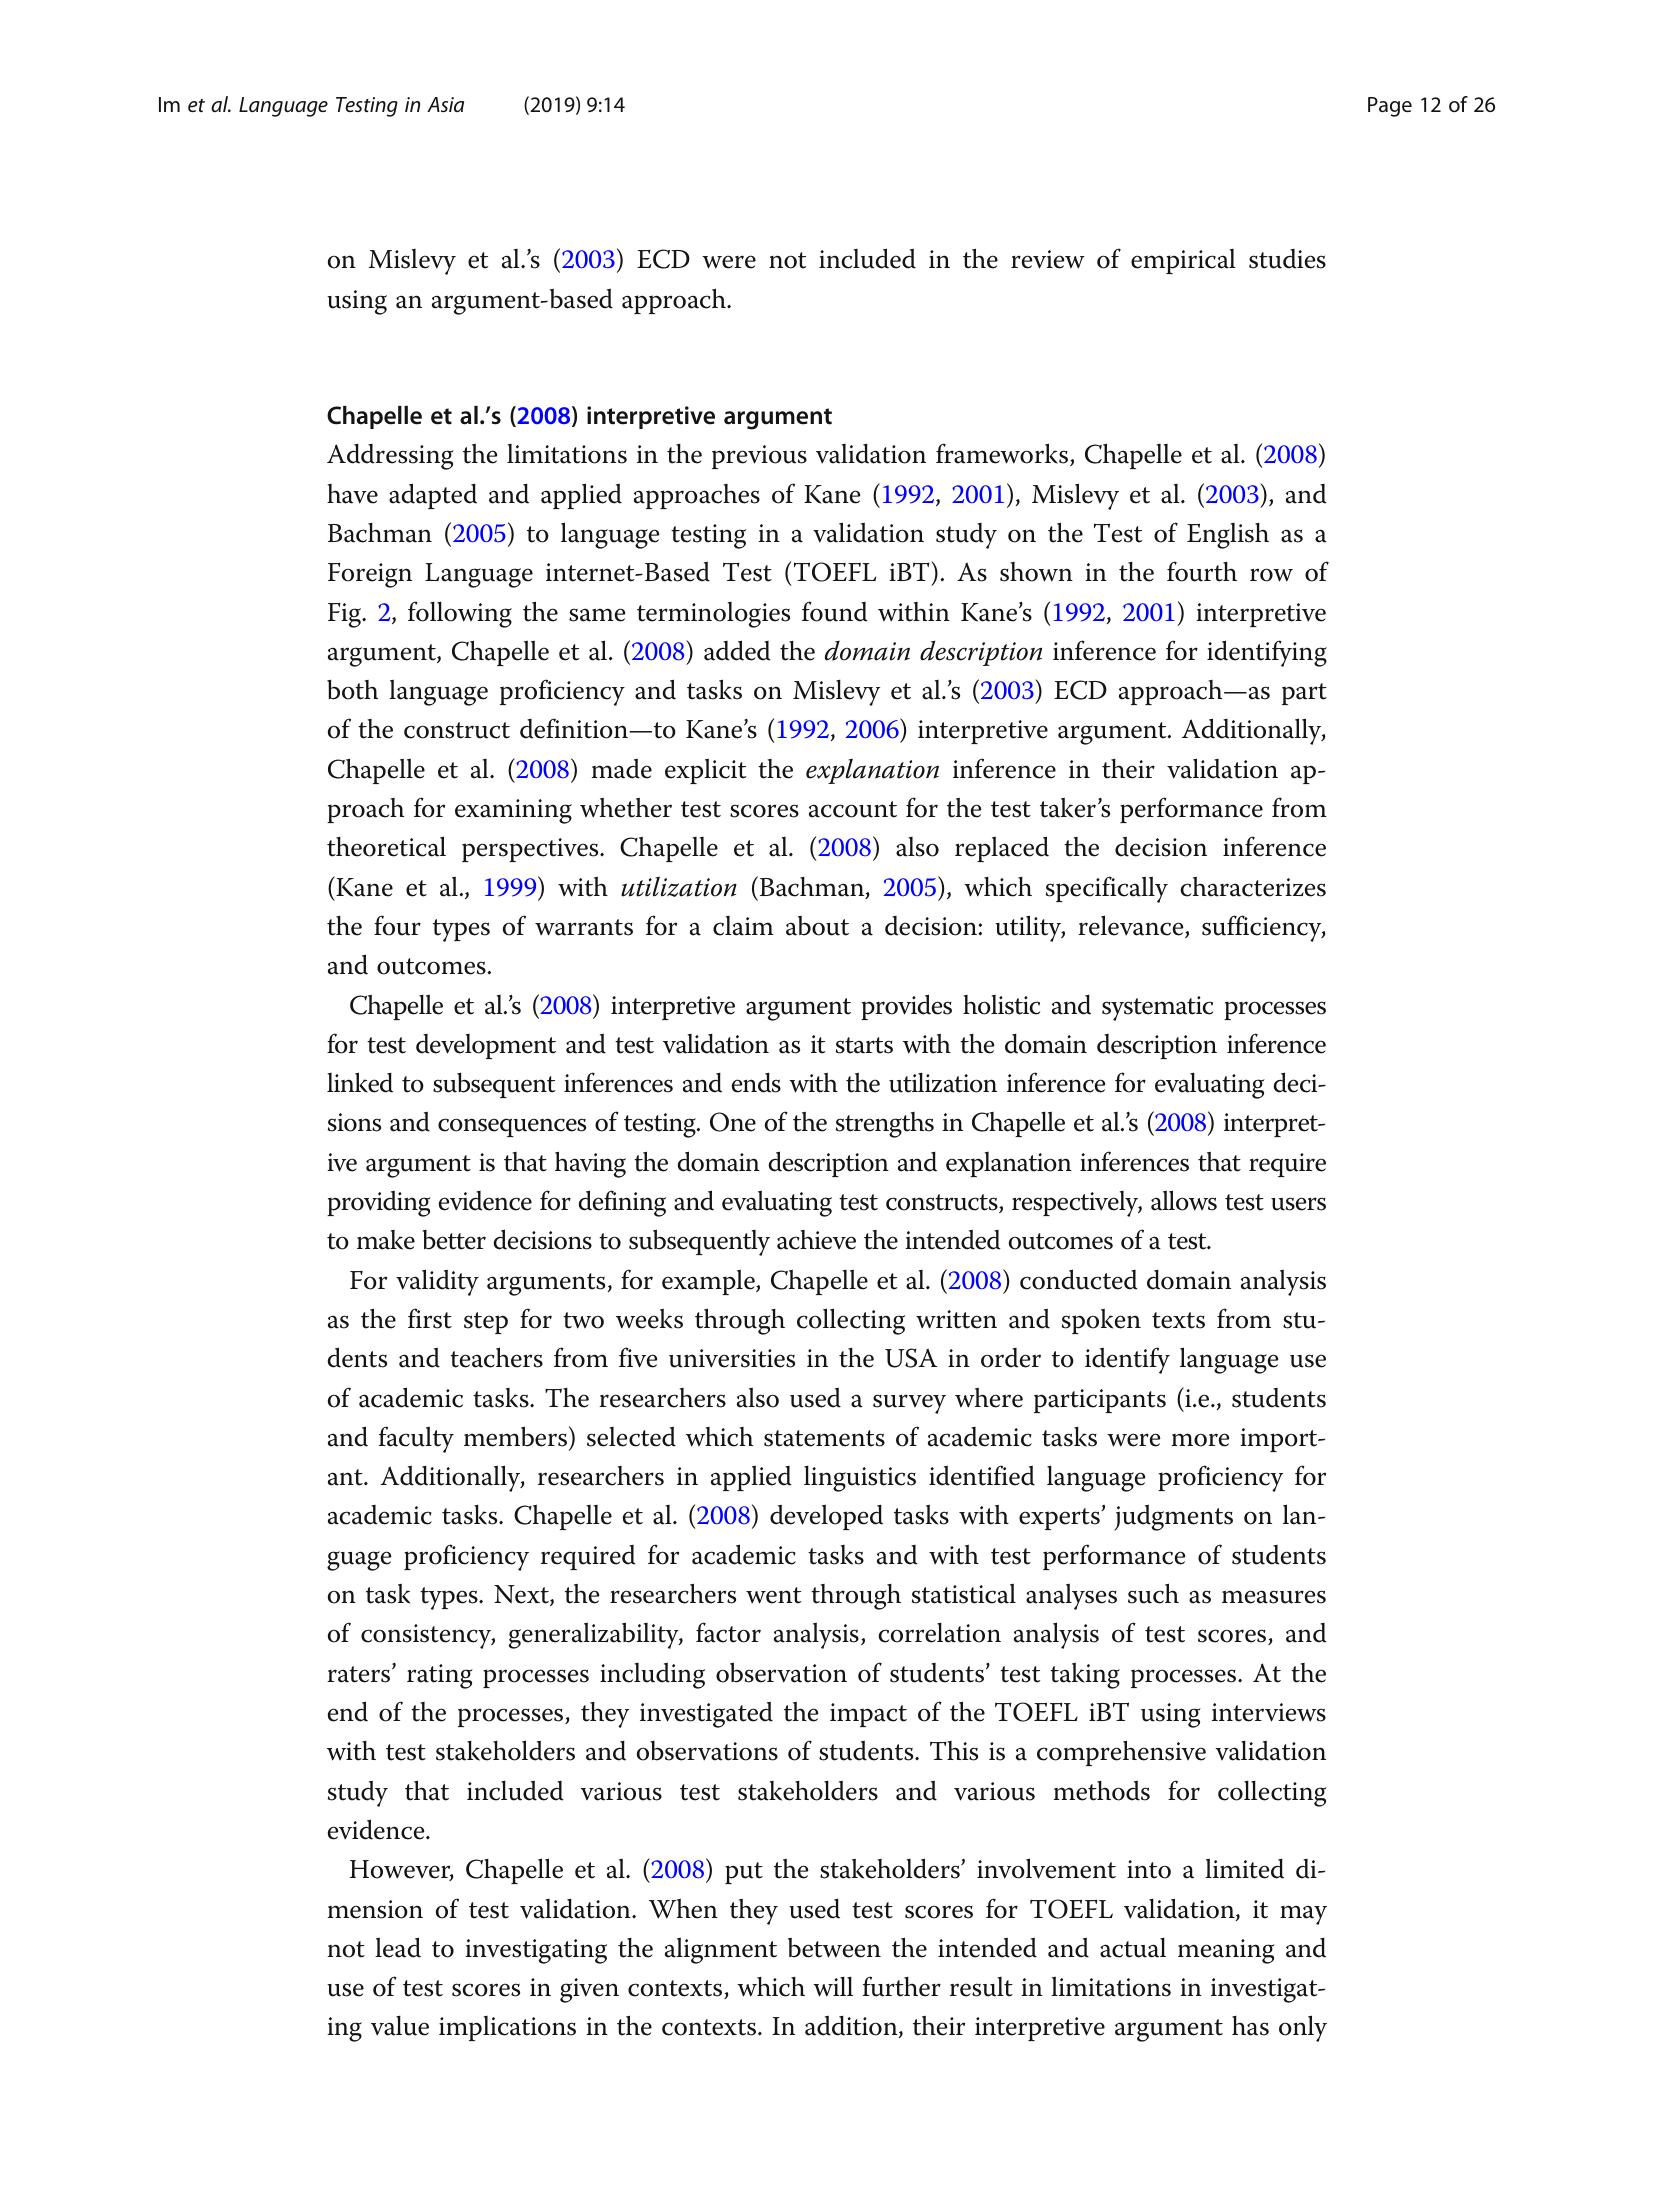 Im et al. Language Testing in Asia (2019) 9:14 Page 12 of 26
on Mislevy et al.’s (2003) ECD were not included in the review of empirical studies
using an argument-based approach.
Chapelle et al.’s (2008) interpretive argument
Addressing the limitations in the previous validation frameworks, Chapelle et al. (2008)
have adapted and applied approaches of Kane (1992, 2001), Mislevy et al. (2003), and
Bachman (2005) to language testing in a validation study on the Test of English as a
Foreign Language internet-Based Test (TOEFL iBT). As shown in the fourth row of
Fig. 2, following the same terminologies found within Kane’s (1992, 2001) interpretive
argument, Chapelle et al. (2008) added the domain description inference for identifying
both language proficiency and tasks on Mislevy et al.’s (2003) ECD approach—as part
of the construct definition—to Kane’s (1992, 2006) interpretive argument. Additionally,
Chapelle et al. (2008) made explicit the explanation inference in their validation ap-
proach for examining whether test scores account for the test taker’s performance from
theoretical perspectives. Chapelle et al. (2008) also replaced the decision inference
(Kane et al., 1999) with utilization (Bachman, 2005), which specifically characterizes
the four types of warrants for a claim about a decision: utility, relevance, sufficiency,
and outcomes.
Chapelle et al.’s (2008) interpretive argument provides holistic and systematic processes
for test development and test validation as it starts with the domain description inference
linked to subsequent inferences and ends with the utilization inference for evaluating deci-
sions and consequences of testing. One of the strengths in Chapelle et al.’s (2008) interpret-
ive argument is that having the domain description and explanation inferences that require
providing evidence for defining and evaluating test constructs, respectively, allows test users
to make better decisions to subsequently achieve the intended outcomes of a test.
For validity arguments, for example, Chapelle et al. (2008) conducted domain analysis
as the first step for two weeks through collecting written and spoken texts from stu-
dents and teachers from five universities in the USA in order to identify language use
of academic tasks. The researchers also used a survey where participants (i.e., students
and faculty members) selected which statements of academic tasks were more import-
ant. Additionally, researchers in applied linguistics identified language proficiency for
academic tasks. Chapelle et al. (2008) developed tasks with experts’ judgments on lan-
guage proficiency required for academic tasks and with test performance of students
on task types. Next, the researchers went through statistical analyses such as measures
of consistency, generalizability, factor analysis, correlation analysis of test scores, and
raters’ rating processes including observation of students’ test taking processes. At the
end of the processes, they investigated the impact of the TOEFL iBT using interviews
with test stakeholders and observations of students. This is a comprehensive validation
study that included various test stakeholders and various methods for collecting
evidence.
However, Chapelle et al. (2008) put the stakeholders’ involvement into a limited di-
mension of test validation. When they used test scores for TOEFL validation, it may
not lead to investigating the alignment between the intended and actual meaning and
use of test scores in given contexts, which will further result in limitations in investigat-
ing value implications in the contexts. In addition, their interpretive argument has only